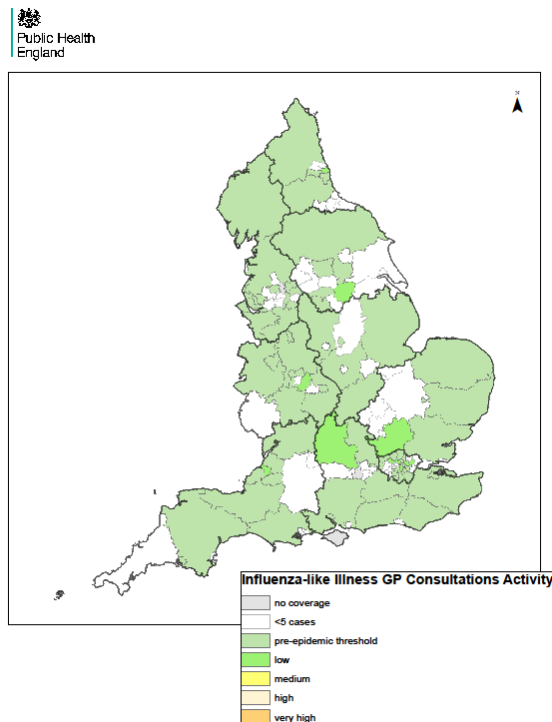 Public Health
England
N
Influenza-like Illness GP Consultations Activity
no coverage
<5 cases
pre-epidemic threshold
low
medium
high
very high